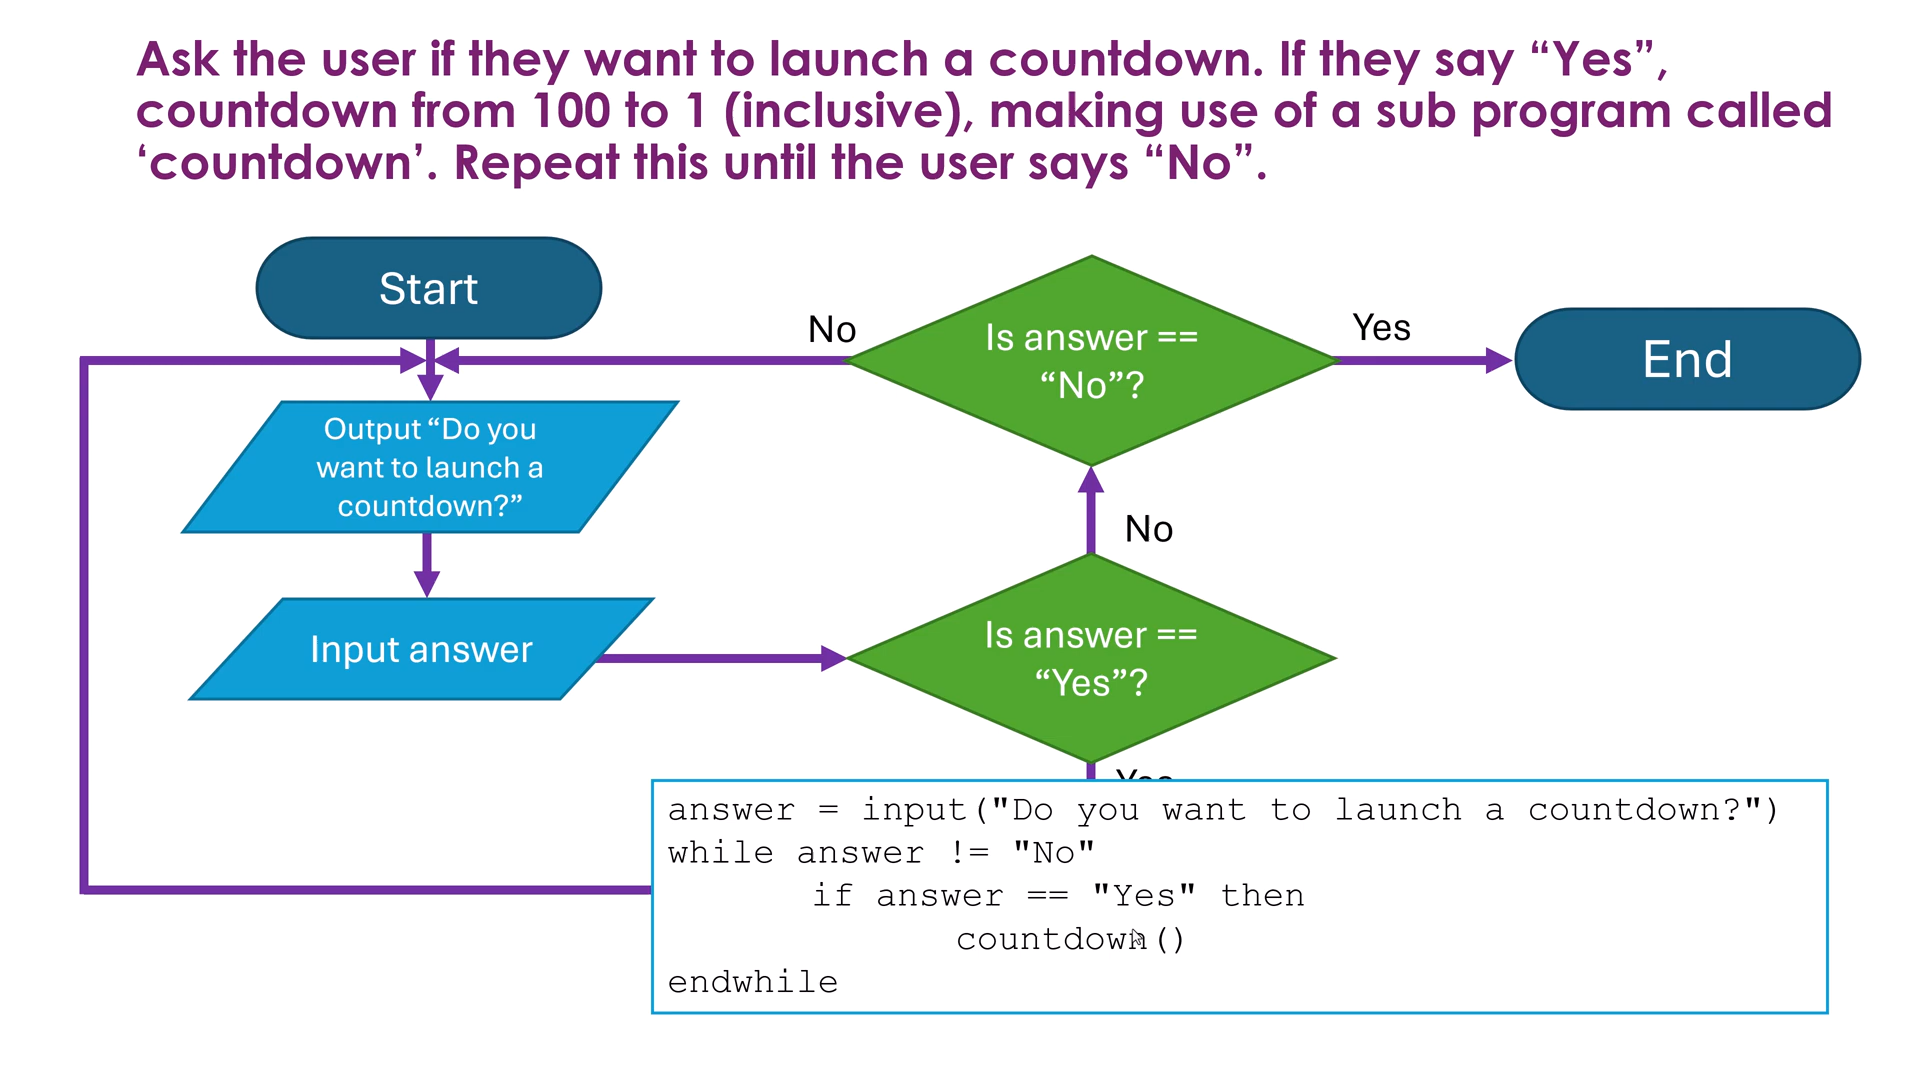 Ask the user if they want to launch a countdown. If they say “Yes”,
countdown from 100 to 1 (inclusive), making use of a sub program called
‘countdown’. Repeat this until the user says “No”.
Start
No
Is answer ==
“No”?
Yes
End
Output “Do you
want to launch a
countdown?”
No
Input answer
Is answer ==
“Yes”?
Yes
answer = input("Do you want to launch a countdown?")
while answer != "No"
if answer == "Yes" then
countdown()
endwhile